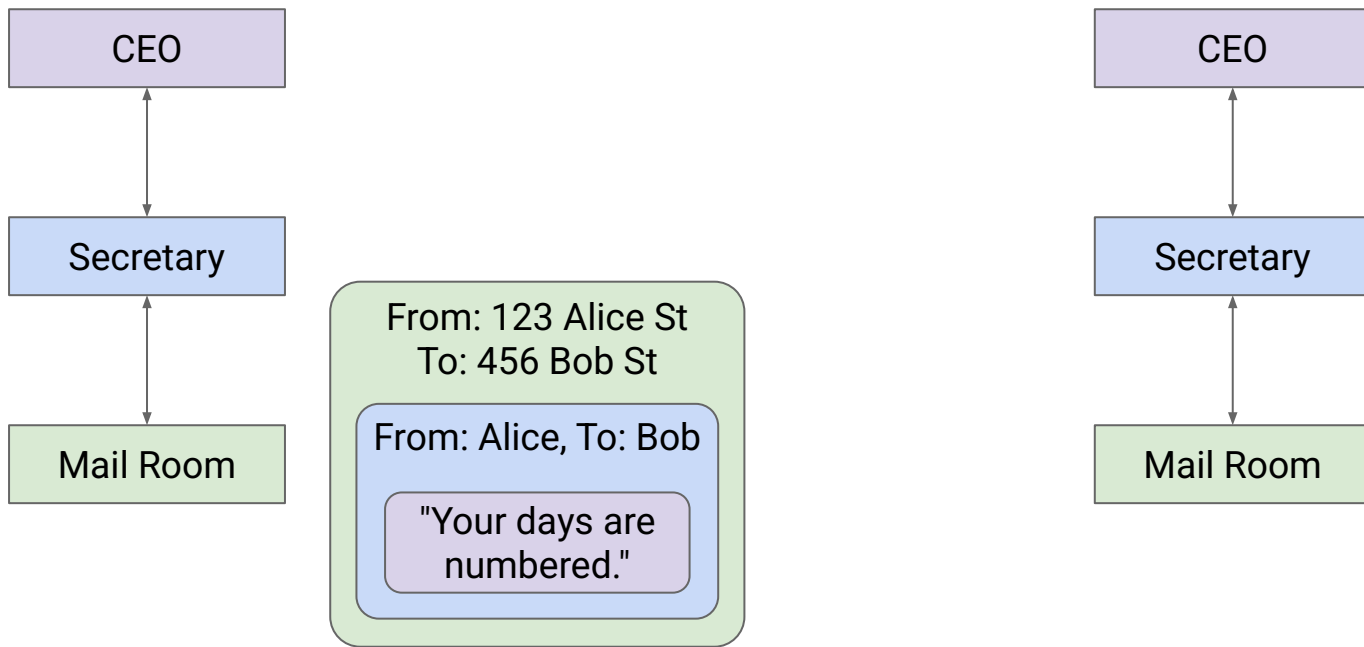 CEO
Secretary
Mail Room
From: 123 Alice St
To: 456 Bob St
From: Alice, To: Bob
"Your days are
numbered."
CEO
Secretary
Mail Room